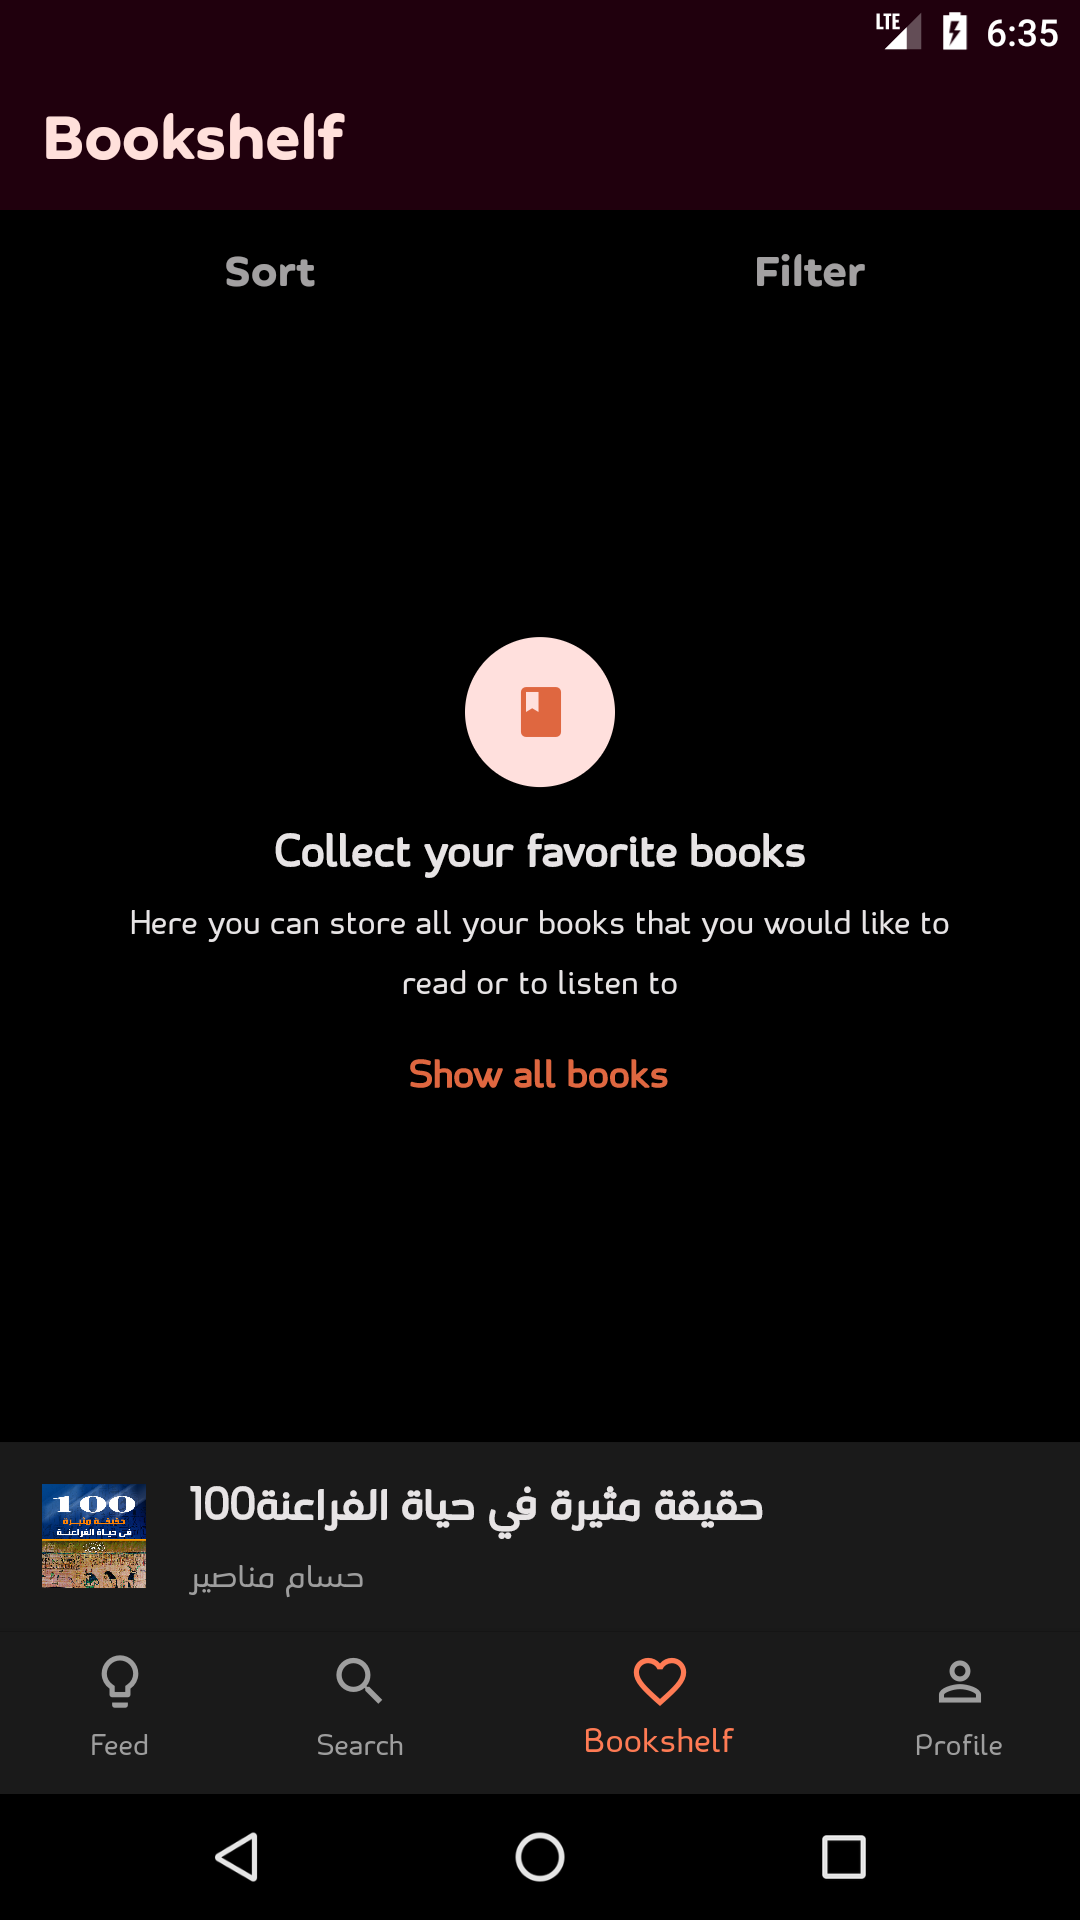 LTE 6:35
Bookshelf
Sort
Filter
Collect your favorite books
Here you can store all your books that you would like to
read or to listen to
Show all books
100
حقيقة مثيرة
في حياة الفراعنة
100حقيقة مثيرة في حياة الفراعنة
حسام مناصير
Feed
Search
Bookshelf
Profile